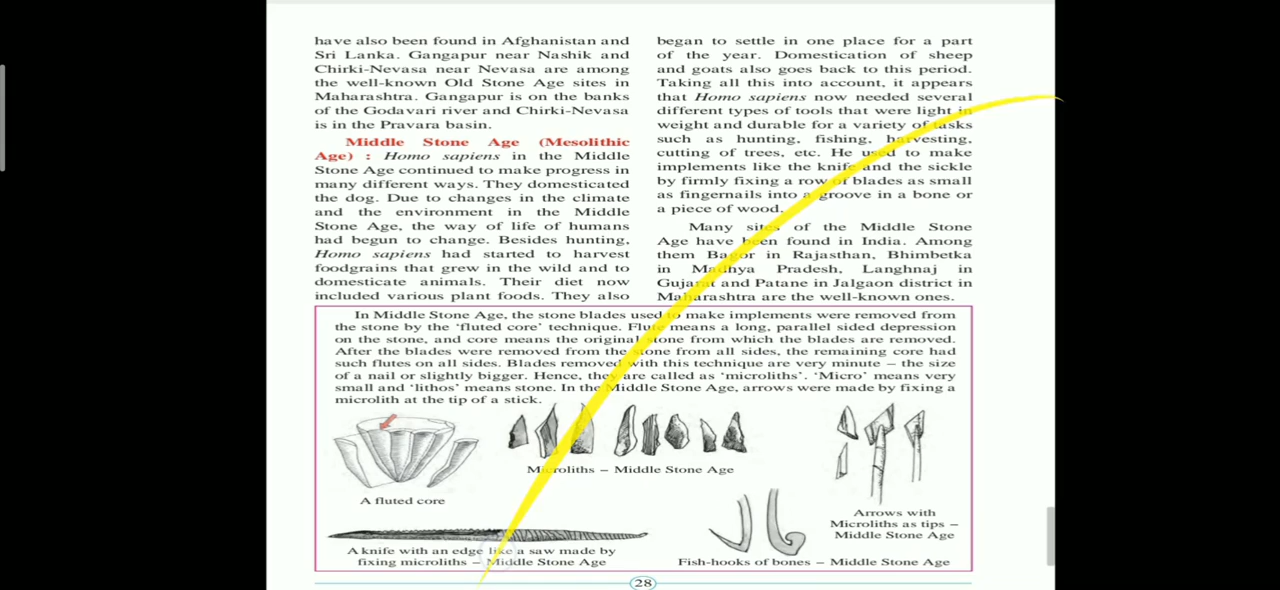 have also been found in Afghanistan and
Sri Lanka. Gangapur near Nashik and
Chirki-Nevasa near Nevasa are among
the well-known Old Stone Age sites in
Maharashtra. Gangapur is on the banks
of the Godavari river and Chirki-Nevasa
is in the Pravara basin.
Middle Stone Age (Mesolithic
Age) : Homo sapiens in the Middle
Stone Age continued to make progress in
many different ways. They domesticated
the dog. Due to changes in the climate
and the environment in the Middle
Stone Age, the way of life of humans
had begun to change. Besides hunting,
Homo sapiens had started to harvest
foodgrains that grew in the wild and to
domesticate animals. Their diet now
included various plant foods. They also
began to settle in one place for a part
of the year. Domestication of sheep
and goats also goes back to this period.
Taking all this into account, it appears
that Homo sapiens now needed several
different types of tools that were light in
weight and durable for a variety of tasks
such as hunting, fishing, harvesting,
cutting of trees, etc. He used to make
implements like the knife and the sickle
by firmly fixing a row of blades as small
as fingernails into a groove in a bone or
a piece of wood.
Many sites of the Middle Stone
Age have been found in India. Among
them Bagor in Rajasthan, Bhimbetka
in Madhya Pradesh, Langhnaj in
Gujarat and Patane in Jalgaon district in
Maharashtra are the well-known ones.
In Middle Stone Age, the stone blades used to make implements were removed from
the stone by the ‘fluted core’ technique. Flute means a long, parallel sided depression
on the stone, and core means the original stone from which the blades are removed.
After the blades were removed from the stone from all sides, the remaining core had
such flutes on all sides. Blades removed with this technique are very minute – the size
of a nail or slightly bigger. Hence, they are called as ‘microliths’. ‘Micro’ means very
small and ‘lithos’ means stone. In the Middle Stone Age, arrows were made by fixing a
microlith at the tip of a stick.
A fluted core
Microliths – Middle Stone Age
Arrows with
Microliths as tips –
Middle Stone Age
A knife with an edge like a saw made by
fixing microliths – Middle Stone Age
Fish-hooks of bones – Middle Stone Age
28